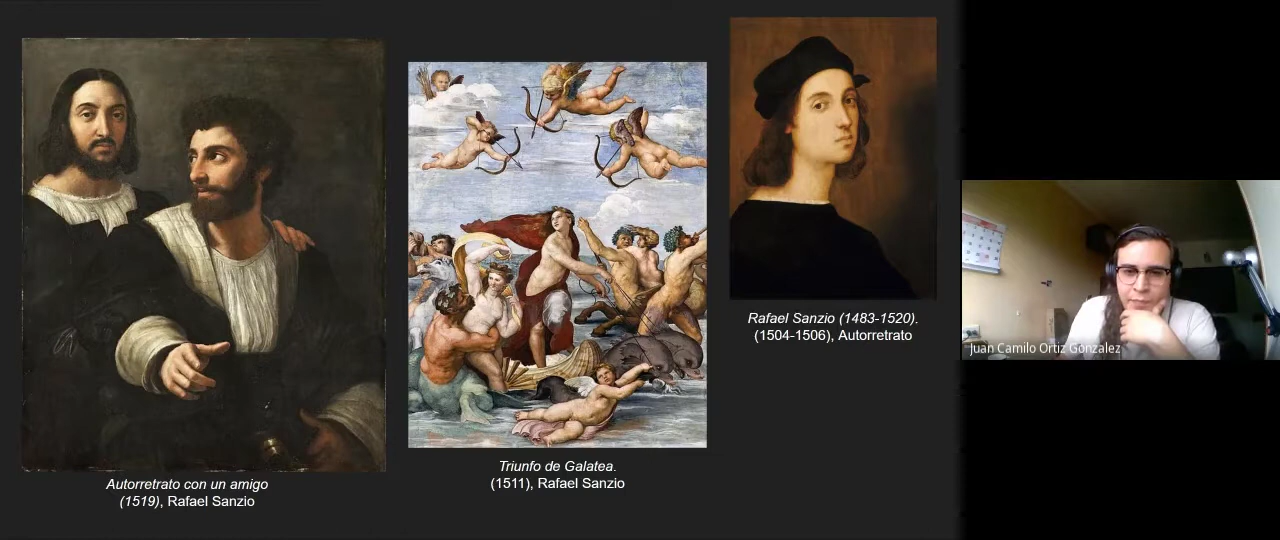 Autorretrato con un amigo
(1519), Rafael Sanzio
Triunfo de Galatea.
(1511), Rafael Sanzio
Rafael Sanzio (1483-1520).
(1504-1506), Autorretrato
Juan Camilo Ortiz Gonzalez